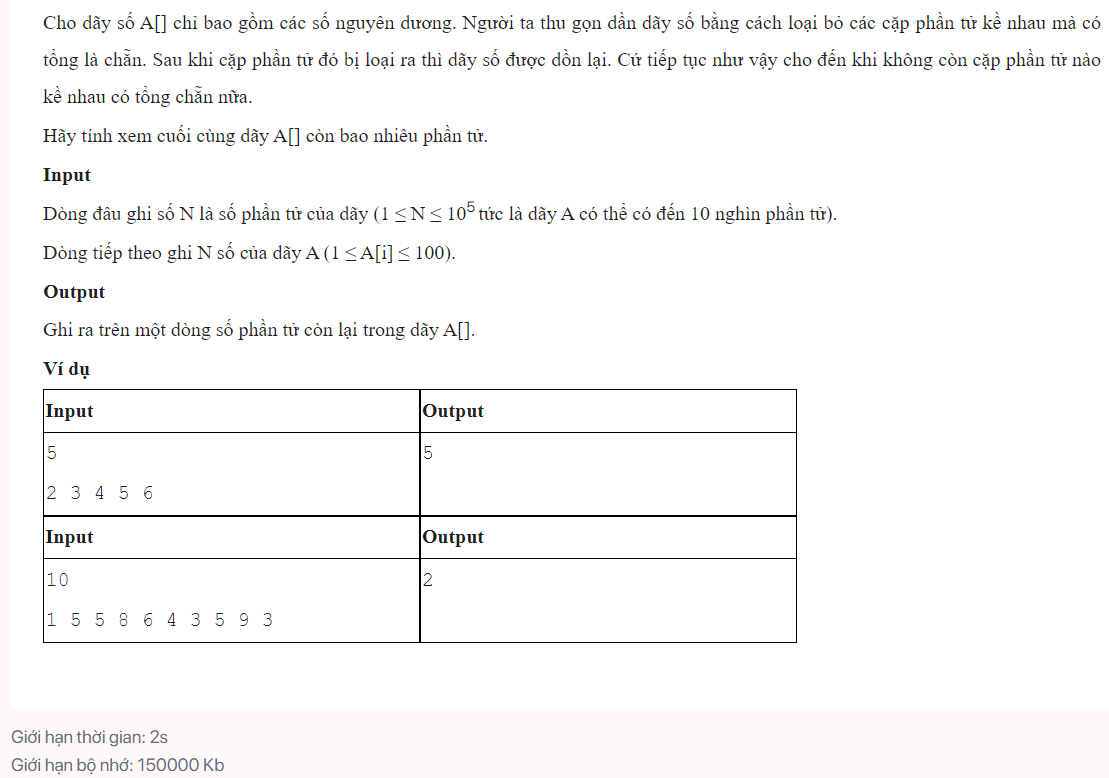 Cho dãy số A[] chỉ bao gồm các số nguyên dương. Người ta thu gọn dần dãy số bằng cách loại bỏ các cặp phần tử kề nhau mà có
tổng là chẵn. Sau khi cặp phần tử đó bị loại ra thì dãy số được dồn lại. Cứ tiếp tục như vậy cho đến khi không còn cặp phần tử nào
kề nhau có tổng chẵn nữa.
Hãy tính xem cuối cùng dãy A[] còn bao nhiêu phần tử.
Input
Dòng đâu ghi số N là số phần tử của dãy (1 ≤ N ≤ 10^5 tức là dãy A có thể có đến 10 nghìn phần tử).
Dòng tiếp theo ghi N số của dãy A (1 ≤ A[i] ≤ 100).
Output
Ghi ra trên một dòng số phần tử còn lại trong dãy A[].
Ví dụ
Input Output
5 5
2 3 4 5 6
Input Output
10 2
1 5 5 8 6 4 3 5 9 3
Giới hạn thời gian: 2s
Giới hạn bộ nhớ: 150000 Kb